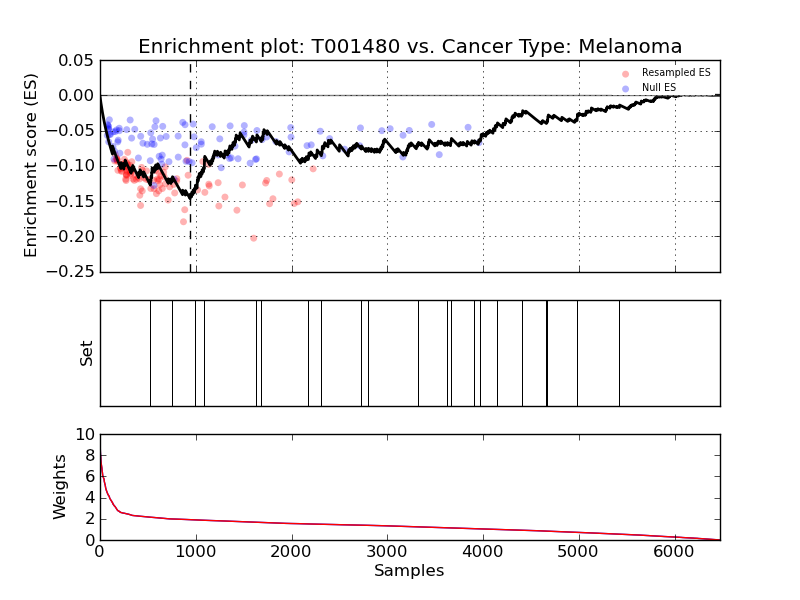 Enrichment plot: T001480 vs. Cancer Type: Melanoma
Enrichment score (ES)
0.05
0.00
−0.05
−0.10
−0.15
−0.20
−0.25
Resampled ES
Null ES
Set
Weights
10
8
6
4
2
0
0 1000 2000 3000 4000 5000 6000
Samples